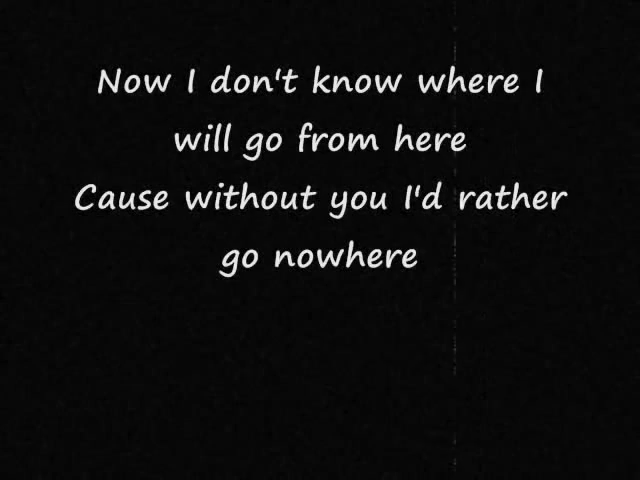 Now I don't know where I
will go from here
Cause without you I'd rather
go nowhere